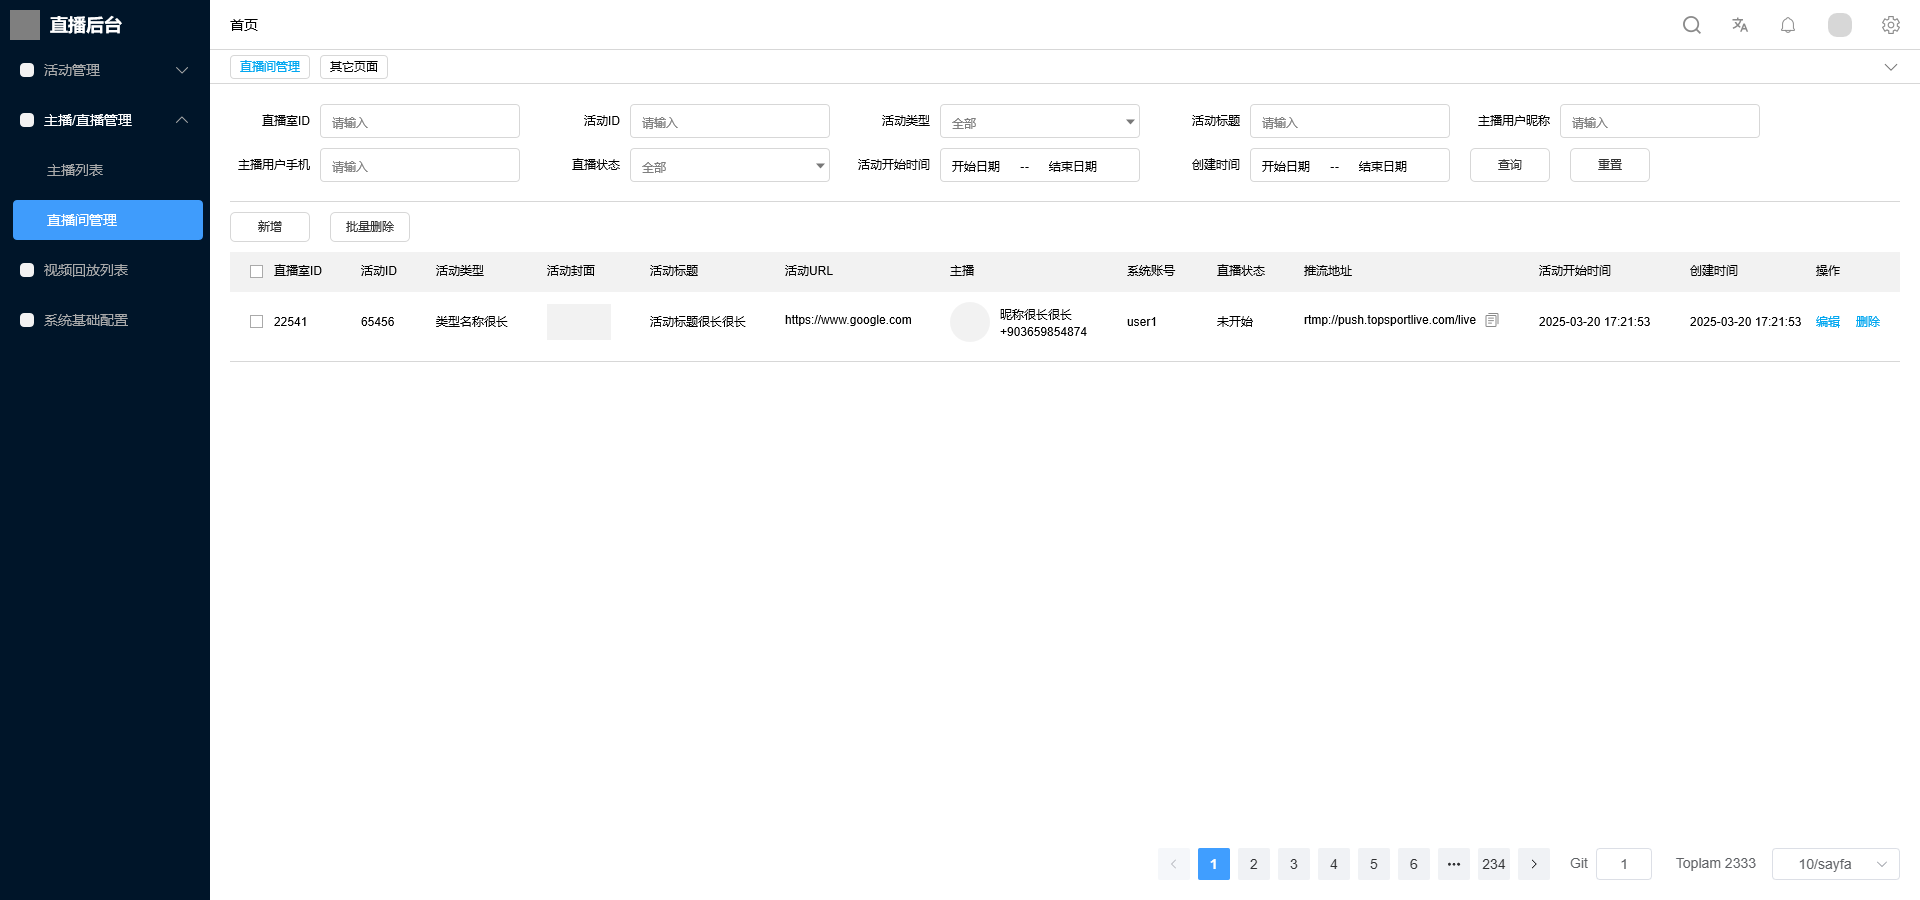 直播后台
活动管理
主播/直播管理
主播列表
直播间管理
视频回放列表
系统基础配置
首页
直播间管理 其它页面
直播室ID 请输入 活动ID 请输入 活动类型 全部 活动标题 请输入 主播用户昵称 请输入
主播用户手机 请输入 直播状态 全部 活动开始时间 开始日期 -- 结束日期 创建时间 开始日期 -- 结束日期 查询 重置
新增 批量删除
直播室ID 活动ID 活动类型 活动封面 活动标题 活动URL 主播 系统账号 直播状态 推流地址 活动开始时间 创建时间 操作
22541 65456 类型名称很长 活动标题很长很长 https://www.google.com 昵称很长很长 +903659854874 user1 未开始 rtmp://push.topsportlive.com/live 2025-03-20 17:21:53 2025-03-20 17:21:53 编辑 删除
1 2 3 4 5 6 ••• 234 Git 1 Toplam 2333 10/sayfa